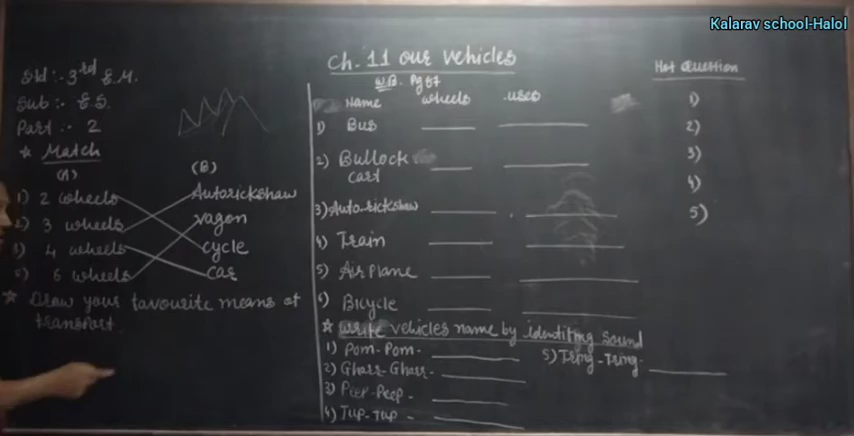 Kalarav school-Halol
Std :- 3rd E.M.
Sub :- E.S.
Part :- 2
★ Match
(A) (B)
1) 2 wheels Autorickshaw
2) 3 wheels vagon
3) 4 wheels cycle
4) 6 wheels car
★ Draw your favourite means of
transport.
Ch. 11 our vehicles
W.B. Pg 57
Name wheels used
1) Bus
2) Bullock
cart
3) Auto-rickshaw
4) Train
5) Air Plane
6) Bicycle
★ write vehicles name by identifing sound
1) Pom-Pom-
2) Gharr-Gharr-
3) Peep-Peep -
4) Tup-Tup -
5) Tring-Tring-
Hot Question
1)
2)
3)
4)
5)